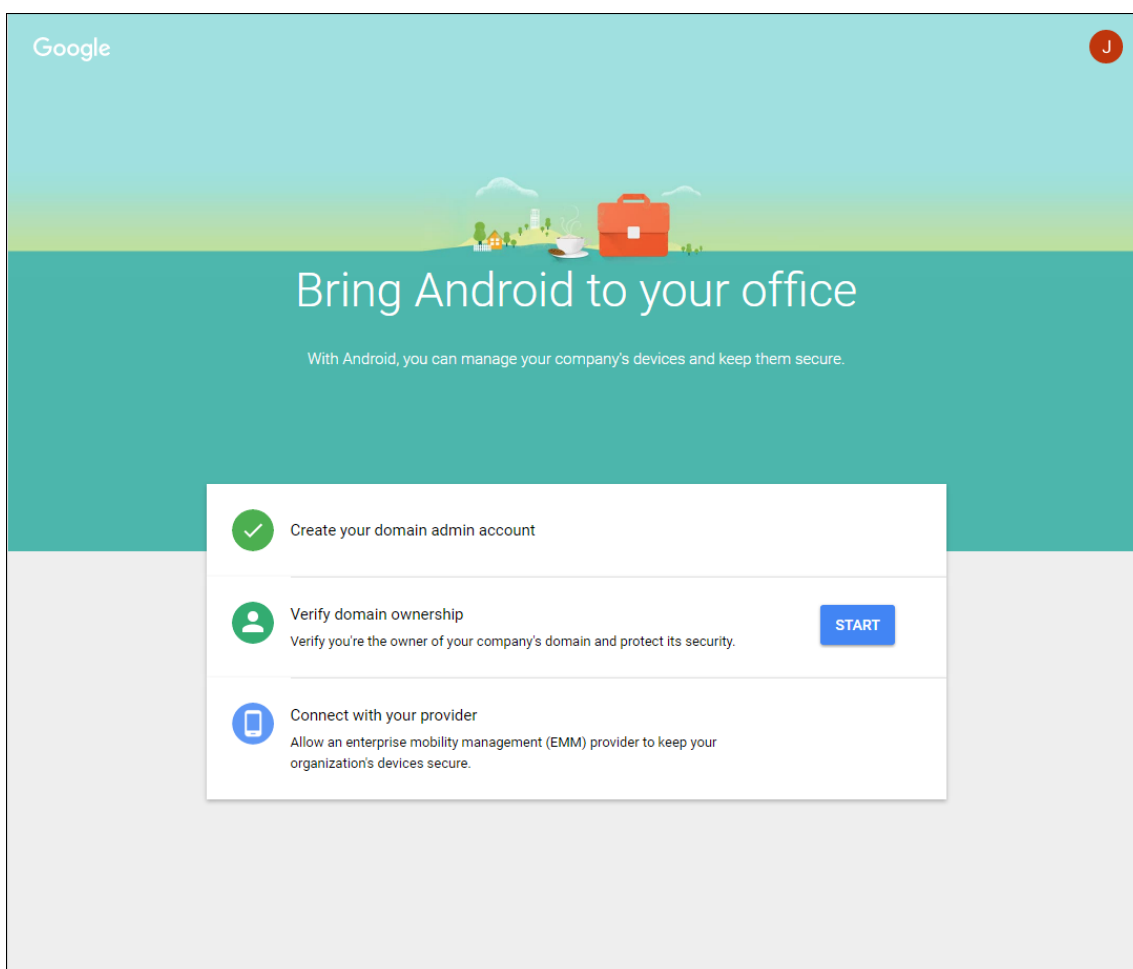 Google
J
Bring Android to your office
With Android, you can manage your company's devices and keep them secure.
Create your domain admin account
Verify domain ownership
Verify you're the owner of your company's domain and protect its security.
START
Connect with your provider
Allow an enterprise mobility management (EMM) provider to keep your
organization's devices secure.